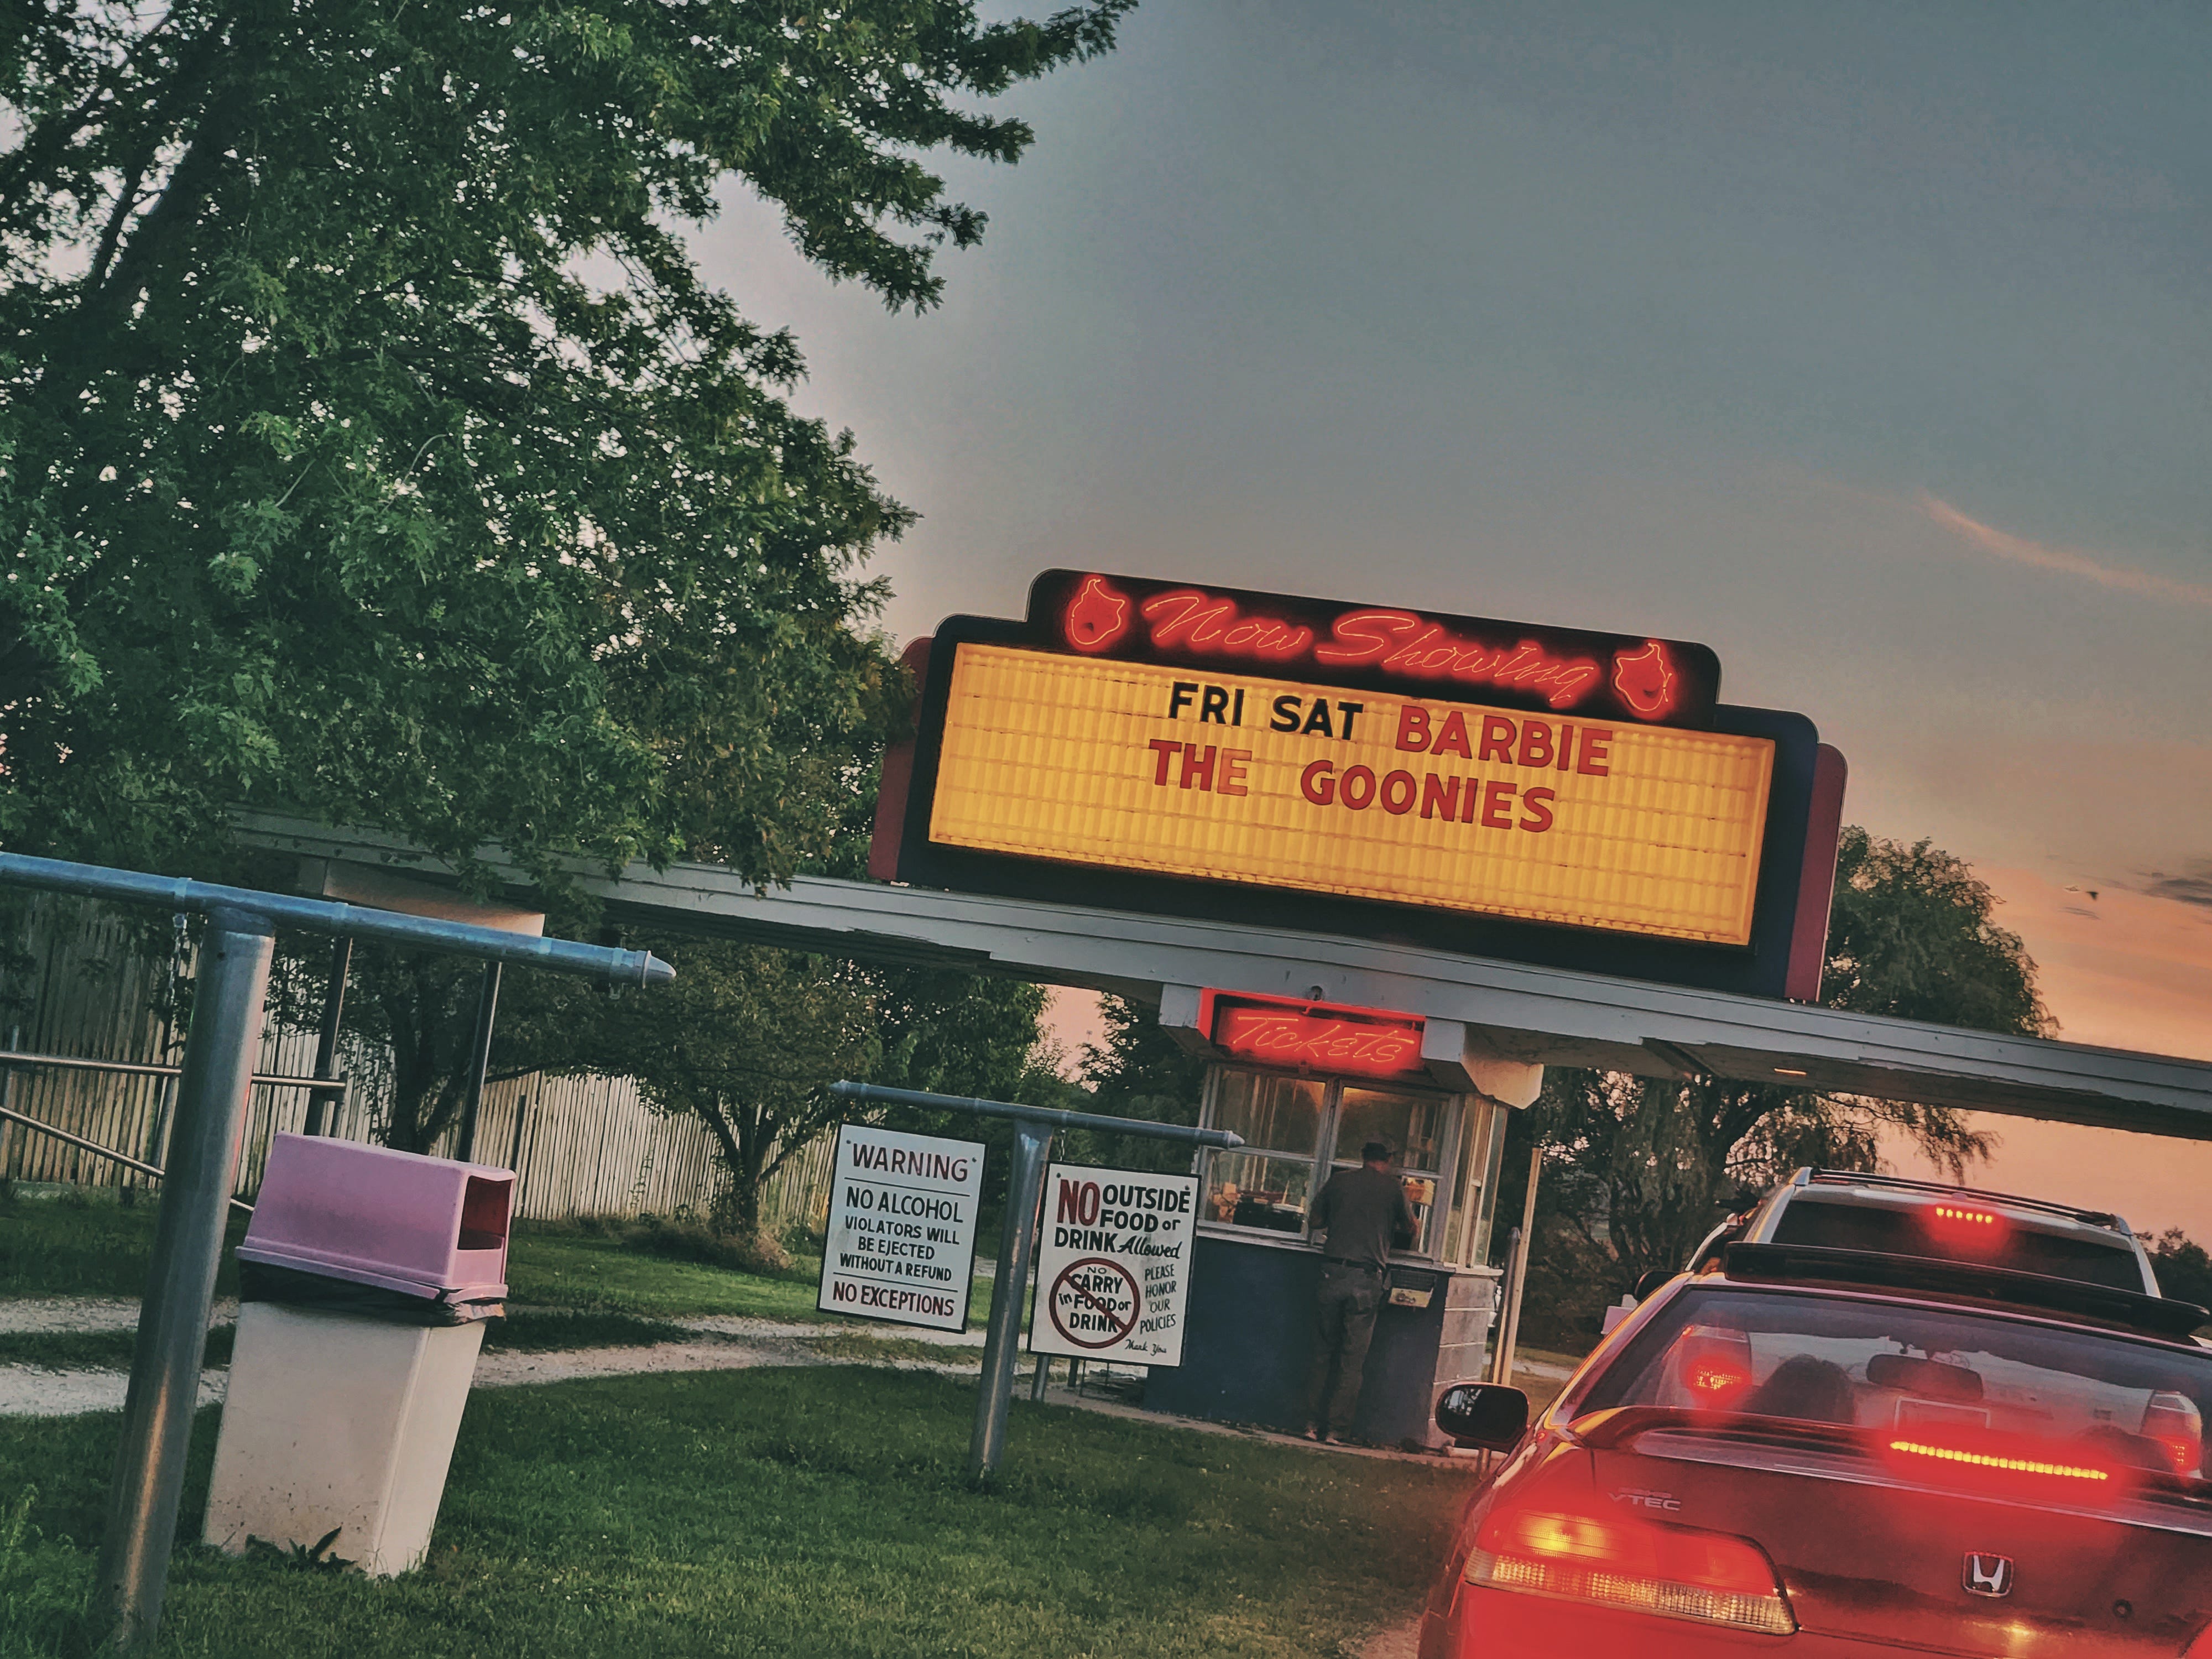 Now Showing
FRI SAT BARBIE
THE GOONIES
Tickets
WARNING
NO ALCOHOL
VIOLATORS WILL
BE EJECTED
WITHOUT A REFUND
NO EXCEPTIONS
NO OUTSIDE
FOOD or
DRINK Allowed
NO
CARRY
in FOOD or
DRINK
PLEASE
HONOR
OUR
POLICIES
Thank You
VTEC